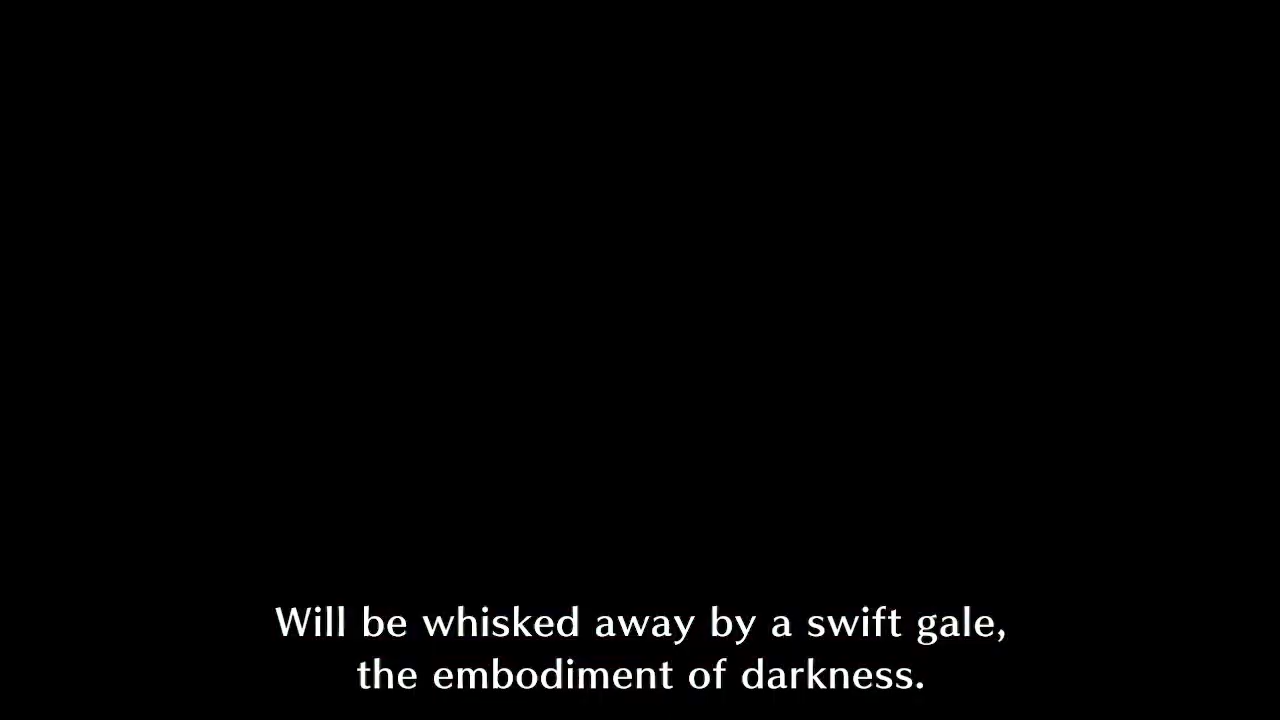 Will be whisked away by a swift gale,
the embodiment of darkness.